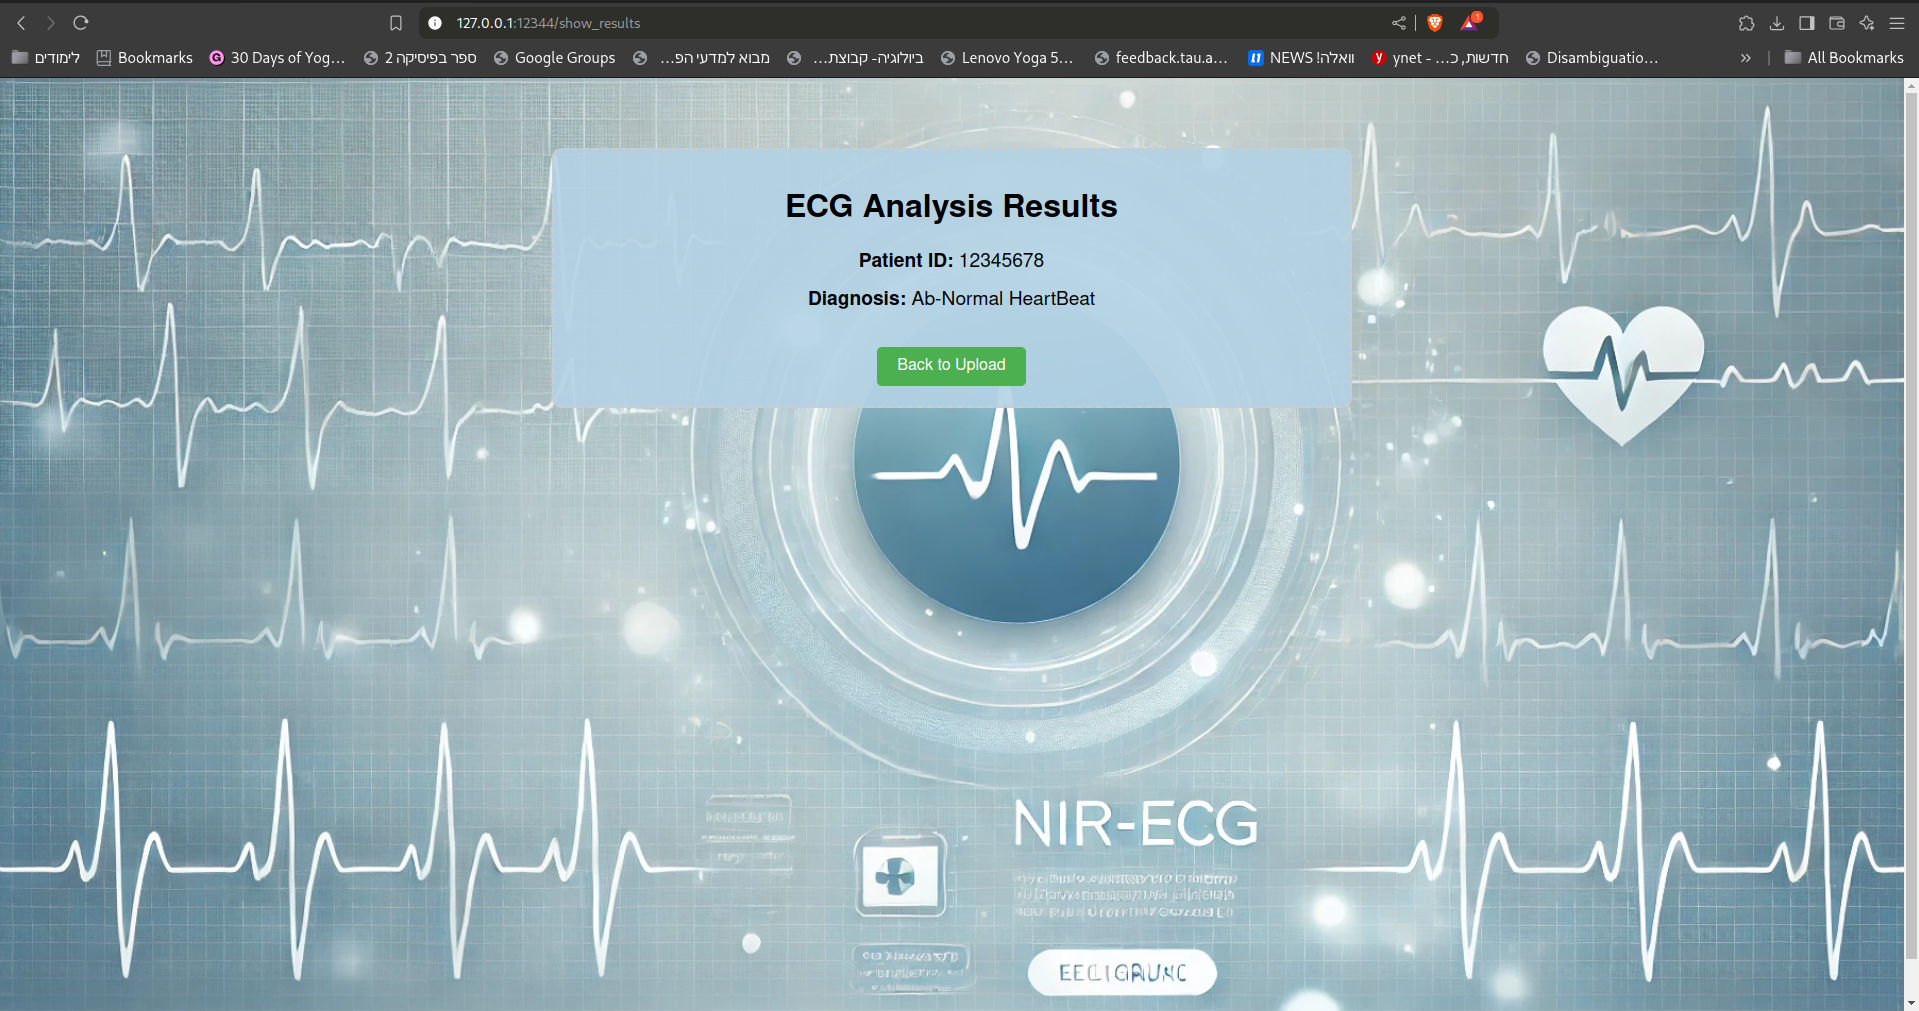 127.0.0.1:12344/show_results
1
לימודים
Bookmarks
30 Days of Yog...
ספר בפיסיקה 2
Google Groups
מבוא למדעי הפ...
ביולוגיה- קבוצת...
Lenovo Yoga 5...
feedback.tau.a...
וואלה! NEWS
ynet - חדשות, כ...
Disambiguatio...
»
All Bookmarks
ECG Analysis Results
Patient ID: 12345678
Diagnosis: Ab-Normal HeartBeat
Back to Upload
NIR-ECG